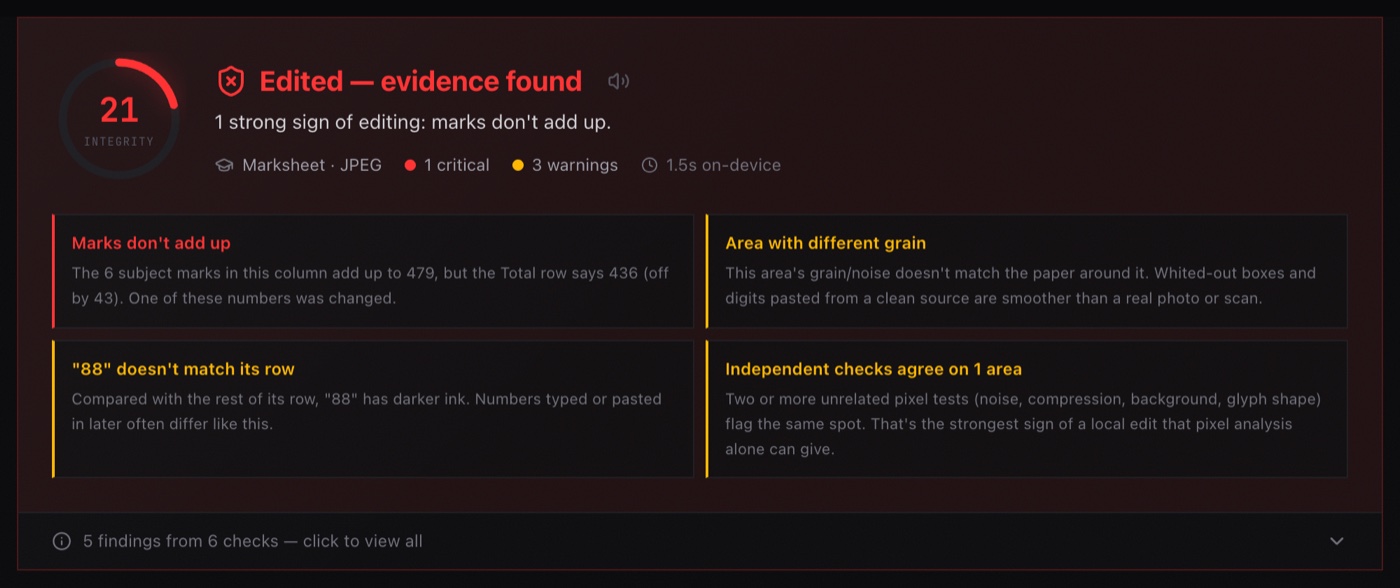 21
INTEGRITY
Edited — evidence found
1 strong sign of editing: marks don't add up.
Marksheet · JPEG 1 critical 3 warnings 1.5s on-device
Marks don't add up
The 6 subject marks in this column add up to 479, but the Total row says 436 (off
by 43). One of these numbers was changed.
Area with different grain
This area's grain/noise doesn't match the paper around it. Whited-out boxes and
digits pasted from a clean source are smoother than a real photo or scan.
"88" doesn't match its row
Compared with the rest of its row, "88" has darker ink. Numbers typed or pasted
in later often differ like this.
Independent checks agree on 1 area
Two or more unrelated pixel tests (noise, compression, background, glyph shape)
flag the same spot. That's the strongest sign of a local edit that pixel analysis
alone can give.
5 findings from 6 checks — click to view all